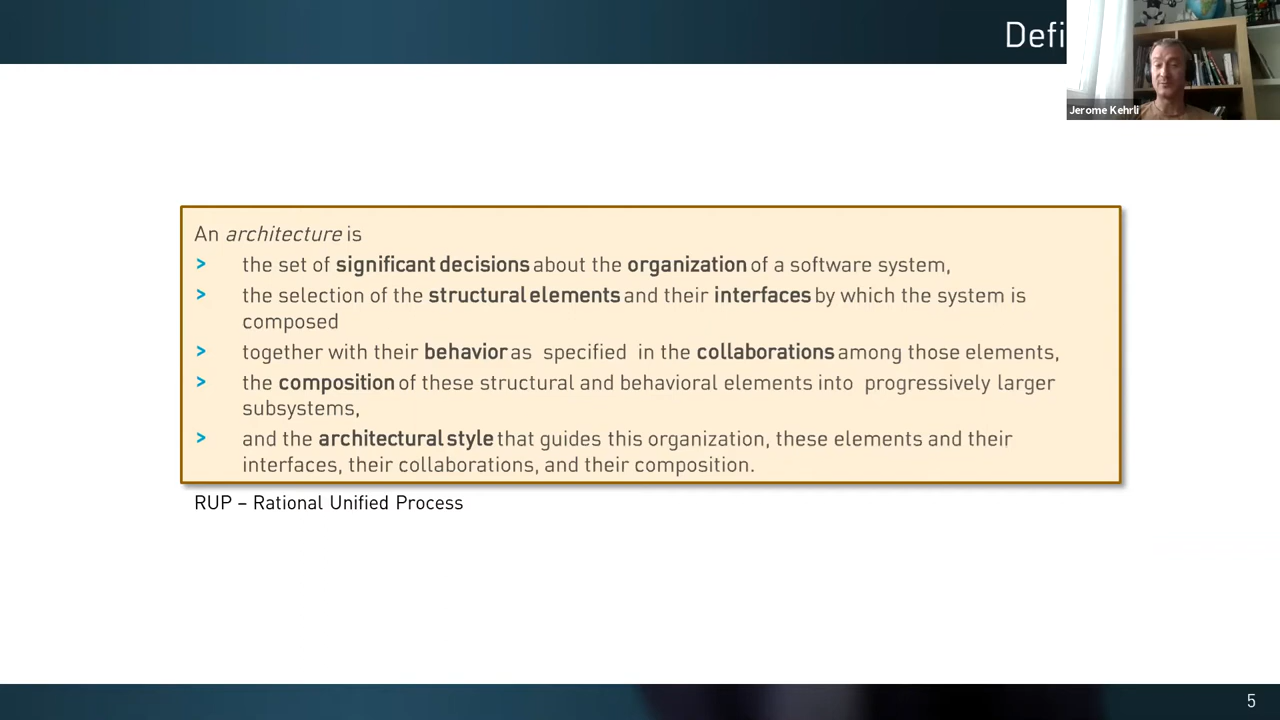 Defi
Jerome Kehrli
An architecture is
> the set of significant decisions about the organization of a software system,
> the selection of the structural elements and their interfaces by which the system is
composed
> together with their behavior as specified in the collaborations among those elements,
> the composition of these structural and behavioral elements into progressively larger
subsystems,
> and the architectural style that guides this organization, these elements and their
interfaces, their collaborations, and their composition.
RUP – Rational Unified Process
5